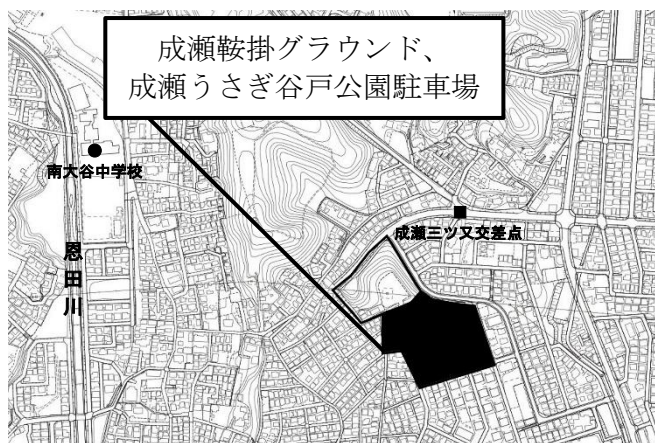 成瀬鞍掛グラウンド、
成瀬うさぎ谷戸公園駐車場
南大谷中学校
成瀬三ツ又交差点
恩田川